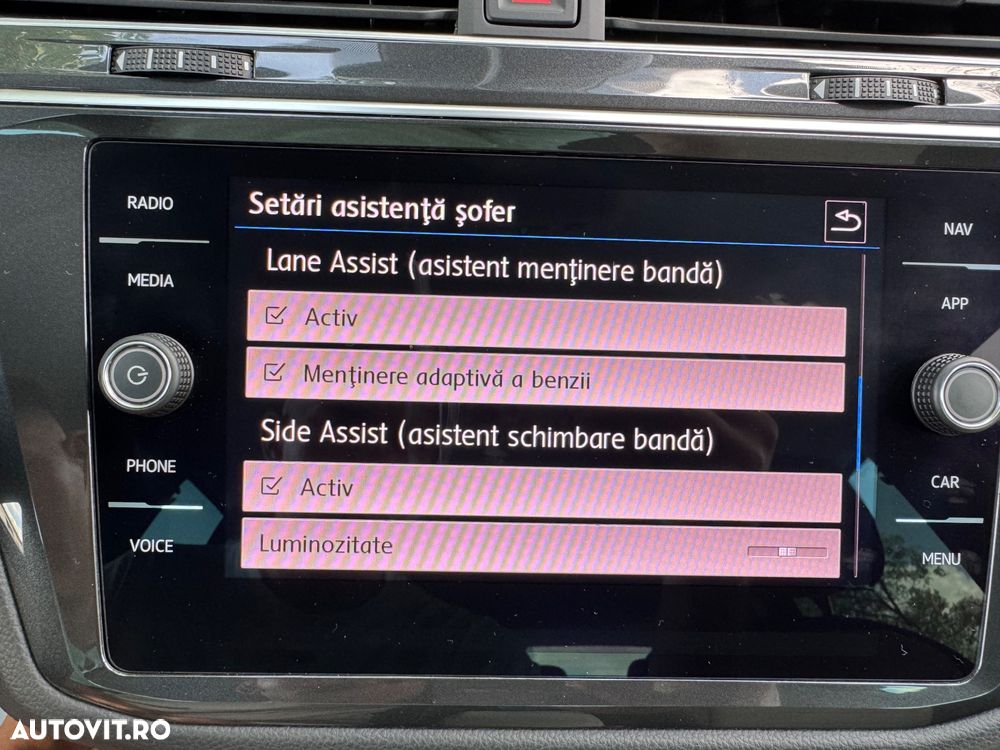 RADIO
MEDIA
PHONE
VOICE
Setări asistenţă şofer
Lane Assist (asistent menţinere bandă)
Activ
Menţinere adaptivă a benzii
Side Assist (asistent schimbare bandă)
Activ
Luminozitate
NAV
APP
CAR
MENU
AUTOVIT.RO